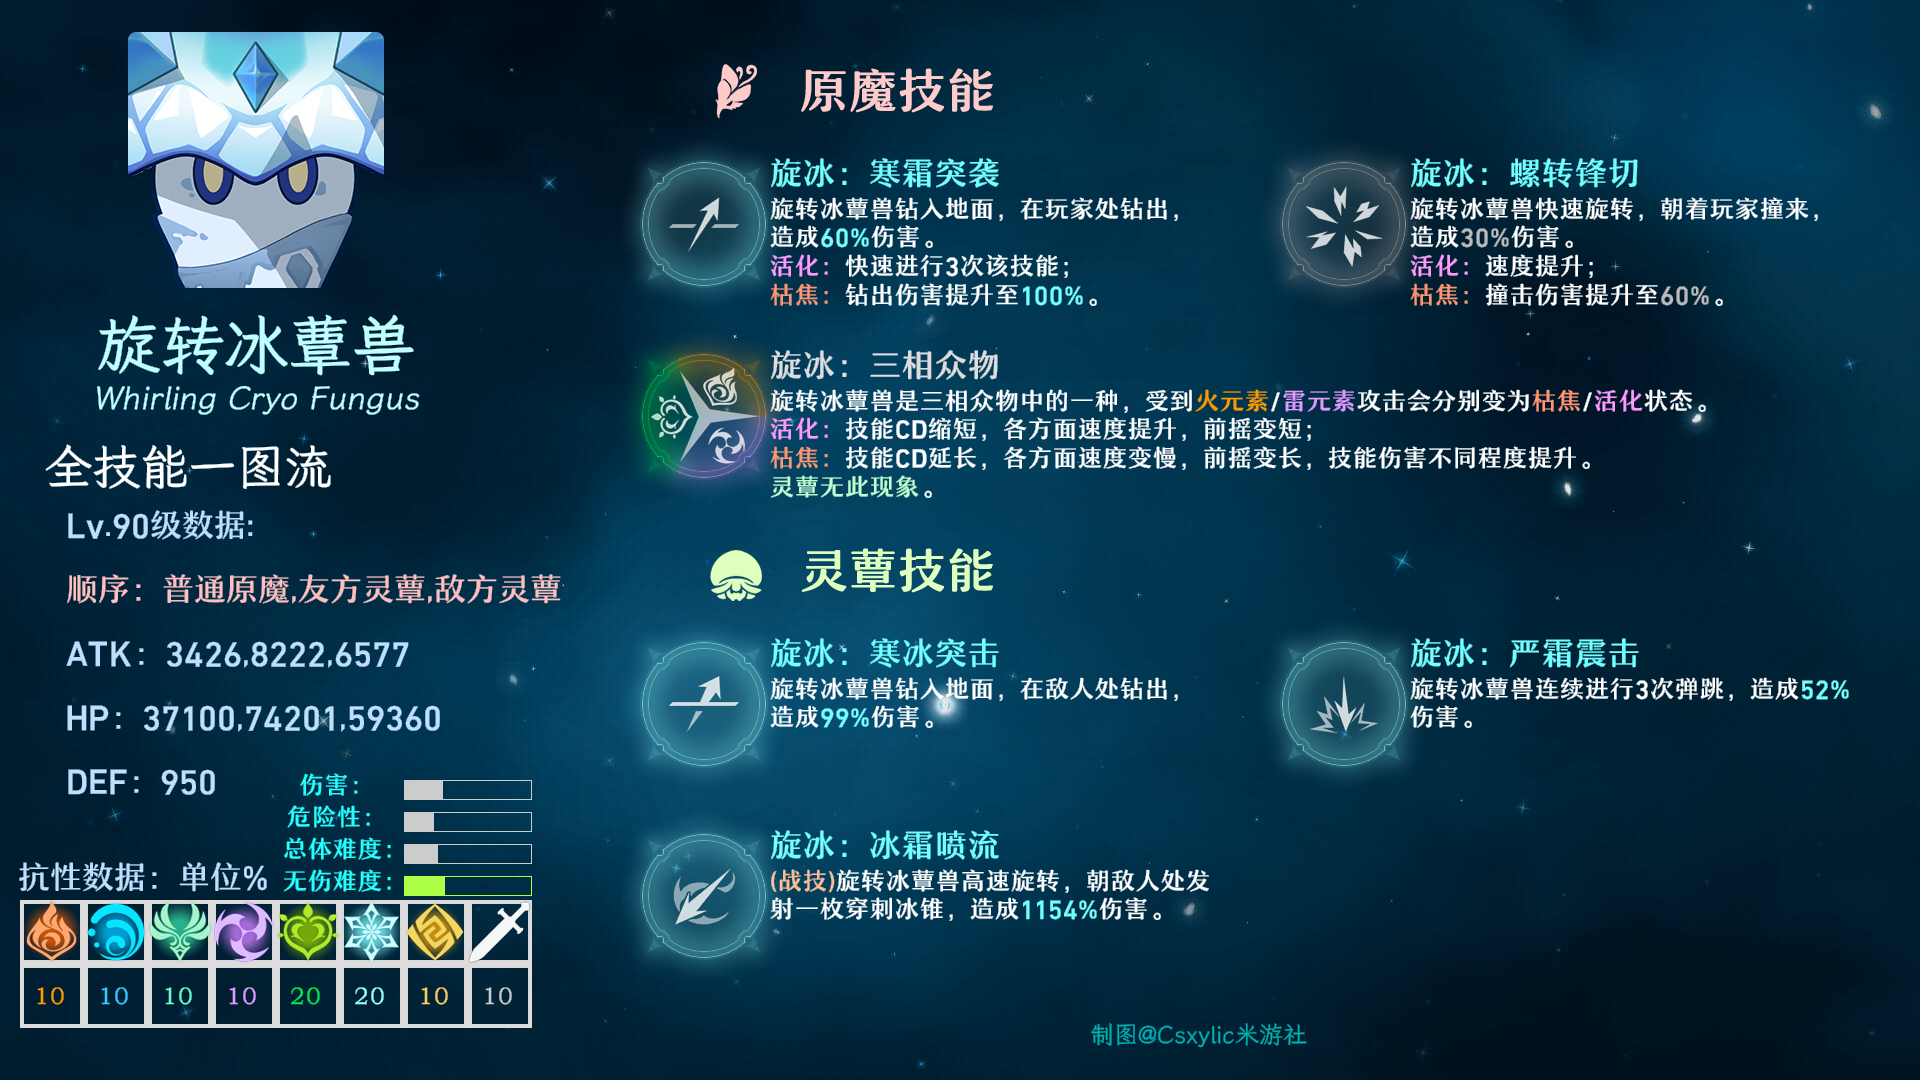 旋转冰蕈兽
Whirling Cryo Fungus
全技能一图流
Lv.90级数据:
顺序：普通原魔,友方灵蕈,敌方灵蕈
ATK：3426,8222,6577
HP：37100,74201,59360
DEF：950
伤害：
危险性：
总体难度：
无伤难度：
抗性数据：单位%
10 10 10 10 20 20 10 10
原魔技能
旋冰：寒霜突袭
旋转冰蕈兽钻入地面，在玩家处钻出，
造成60%伤害。
活化：快速进行3次该技能；
枯焦：钻出伤害提升至100%。
旋冰：螺转锋切
旋转冰蕈兽快速旋转，朝着玩家撞来，
造成30%伤害。
活化：速度提升；
枯焦：撞击伤害提升至60%。
旋冰：三相众物
旋转冰蕈兽是三相众物中的一种，受到火元素/雷元素攻击会分别变为枯焦/活化状态。
活化：技能CD缩短，各方面速度提升，前摇变短；
枯焦：技能CD延长，各方面速度变慢，前摇变长，技能伤害不同程度提升。
灵蕈无此现象。
灵蕈技能
旋冰：寒冰突击
旋转冰蕈兽钻入地面，在敌人处钻出，
造成99%伤害。
旋冰：严霜震击
旋转冰蕈兽连续进行3次弹跳，造成52%
伤害。
旋冰：冰霜喷流
(战技)旋转冰蕈兽高速旋转，朝敌人处发
射一枚穿刺冰锥，造成1154%伤害。
制图@Csxylic米游社